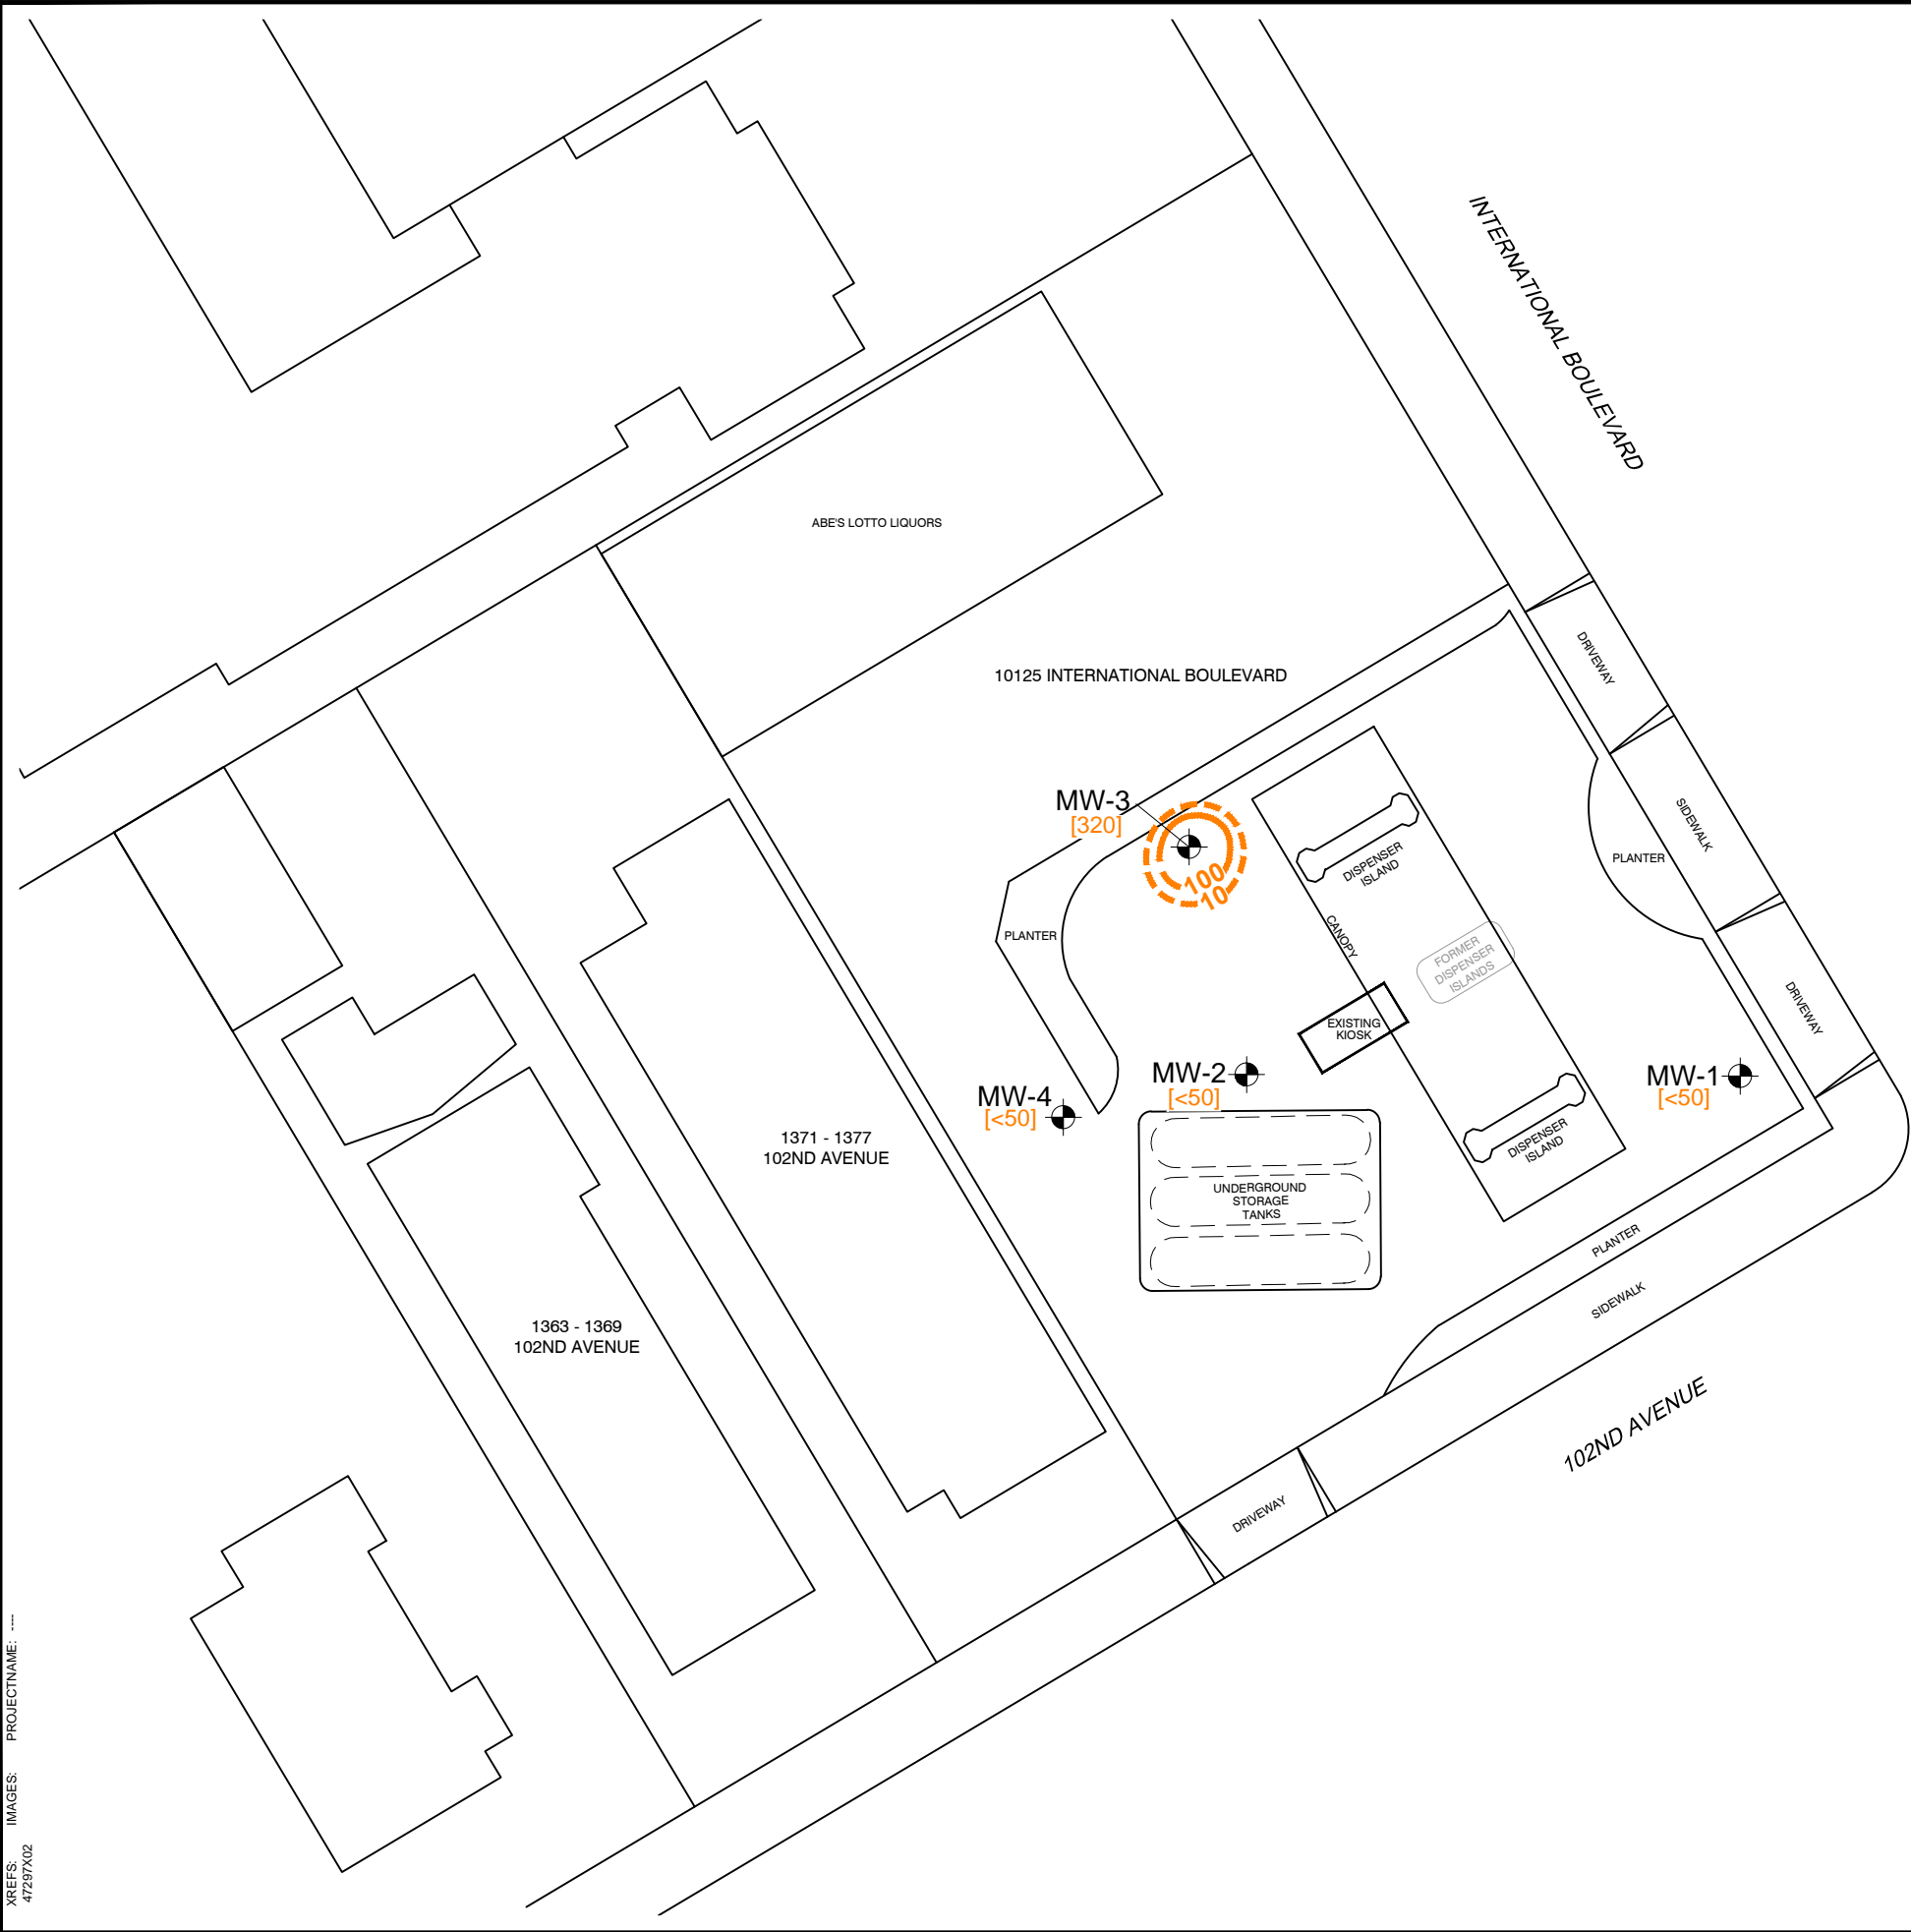 INTERNATIONAL BOULEVARD
ABE'S LOTTO LIQUORS
10125 INTERNATIONAL BOULEVARD
DRIVEWAY
MW-3
[320]
100
10
DISPENSER
ISLAND
SIDEWALK
PLANTER
PLANTER
CANOPY
FORMER
DISPENSER
ISLANDS
DRIVEWAY
EXISTING
KIOSK
MW-2
[<50]
MW-1
[<50]
MW-4
[<50]
1371 - 1377
102ND AVENUE
DISPENSER
ISLAND
UNDERGROUND
STORAGE
TANKS
PLANTER
SIDEWALK
1363 - 1369
102ND AVENUE
102ND AVENUE
DRIVEWAY
XREFS: IMAGES: PROJECTNAME: ----
47297X02